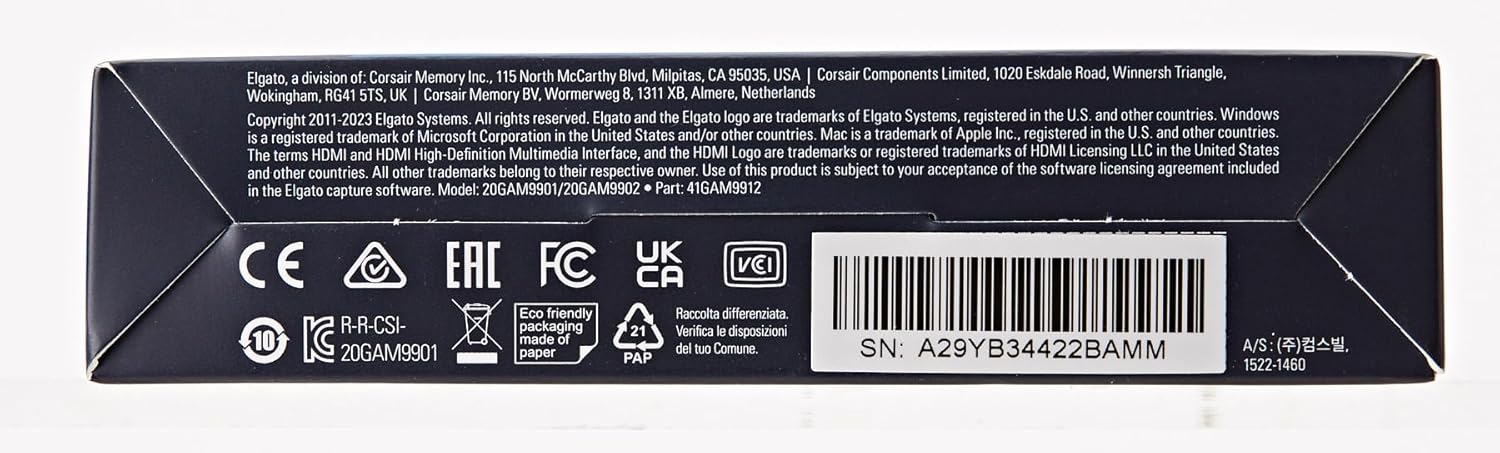 Elgato, a division of: Corsair Memory Inc., 115 North McCarthy Blvd, Milpitas, CA 95035, USA | Corsair Components Limited, 1020 Eskdale Road, Winnersh Triangle,
Wokingham, RG41 5TS, UK | Corsair Memory BV, Wormerweg 8, 1311 XB, Almere, Netherlands
Copyright 2011-2023 Elgato Systems. All rights reserved. Elgato and the Elgato logo are trademarks of Elgato Systems, registered in the U.S. and other countries. Windows
is a registered trademark of Microsoft Corporation in the United States and/or other countries. Mac is a trademark of Apple Inc., registered in the U.S. and other countries.
The terms HDMI and HDMI High-Definition Multimedia Interface, and the HDMI Logo are trademarks or registered trademarks of HDMI Licensing LLC in the United States
and other countries. All other trademarks belong to their respective owner. Use of this product is subject to your acceptance of the software licensing agreement included
in the Elgato capture software. Model: 20GAM9901/20GAM9902 • Part: 41GAM9912
CE EAC FC UK
CA VCI
10 KC R-R-CSI-
20GAM9901
Eco friendly
packaging
made of
paper
21
PAP
Raccolta differenziata.
Verifica le disposizioni
del tuo Comune.
SN: A29YB34422BAMM
A/S: (주)컴스빌,
1522-1460